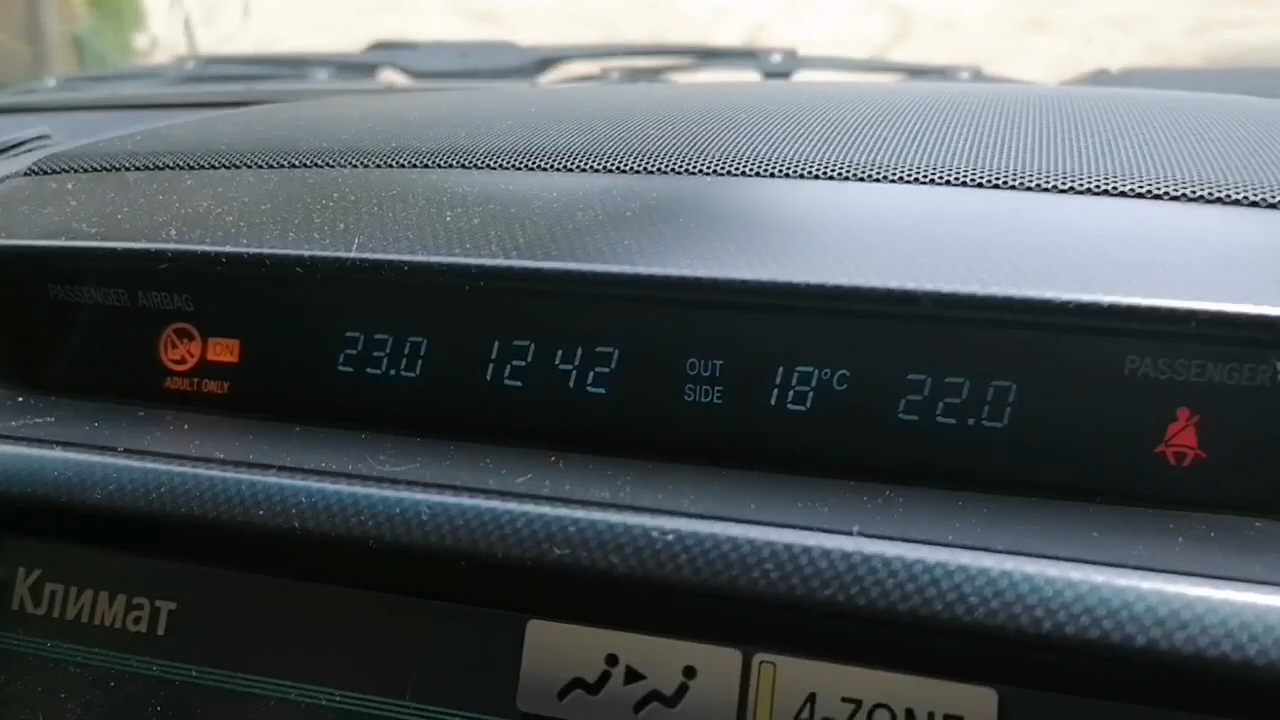 PASSENGER AIRBAG
ON
ADULT ONLY
23.0
12 42
OUT
SIDE
18°C
22.0
PASSENGER
Климат
4-ZONE